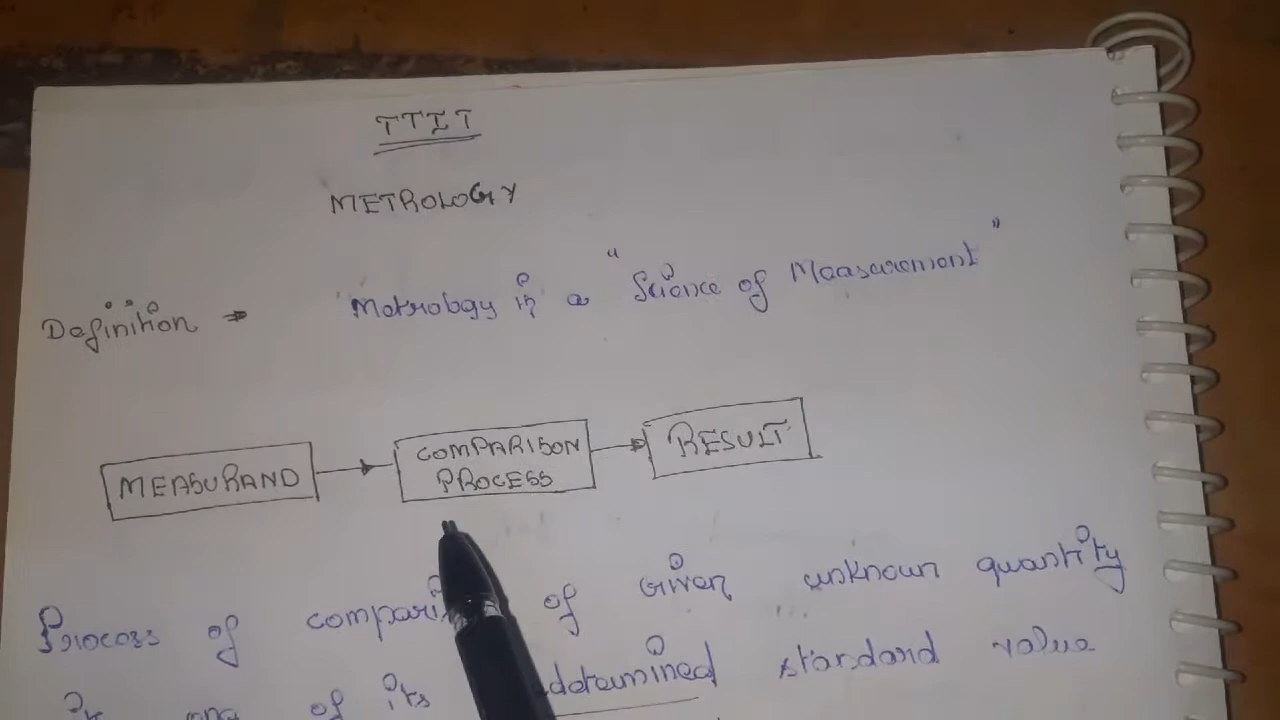 TTIT
METROLOGY
Definition → Metrology is a "Science of Measurement"
MEASURAND → COMPARISON PROCESS → RESULT
Process of of Given unknown quantity
of its determined standard value